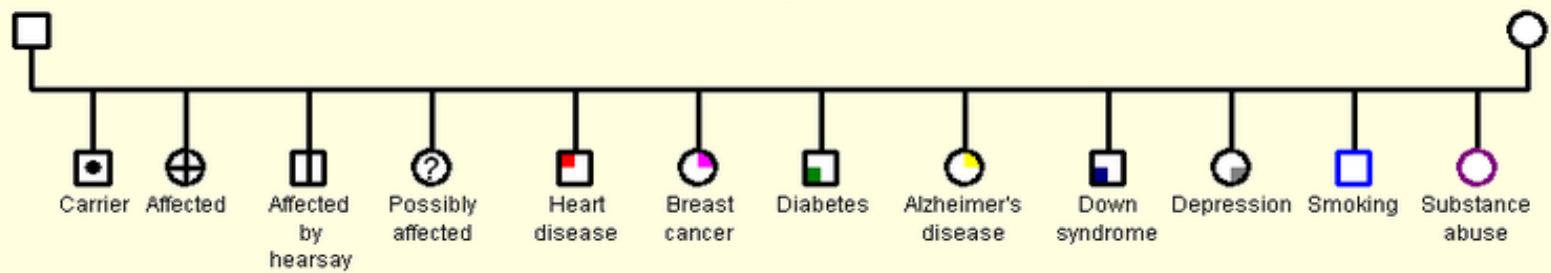 ?
Carrier
Affected
Affected
by
hearsay
Possibly
affected
Heart
disease
Breast
cancer
Diabetes
Alzheimer's
disease
Down
syndrome
Depression
Smoking
Substance
abuse